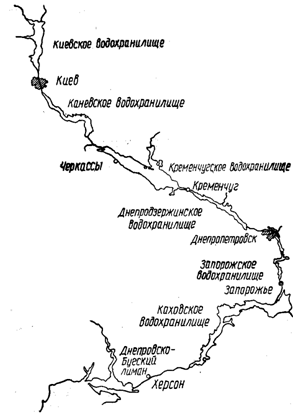 Киевское водохранилище
Киев
Каневское водохранилище
Черкассы
Кременчугское водохранилище
Кременчуг
Днепродзержинское
водохранилище
Днепропетровск
Запорожское
водохранилище
Запорожье
Каховское
водохранилище
Днепровско-
Бугский
лиман
Херсон